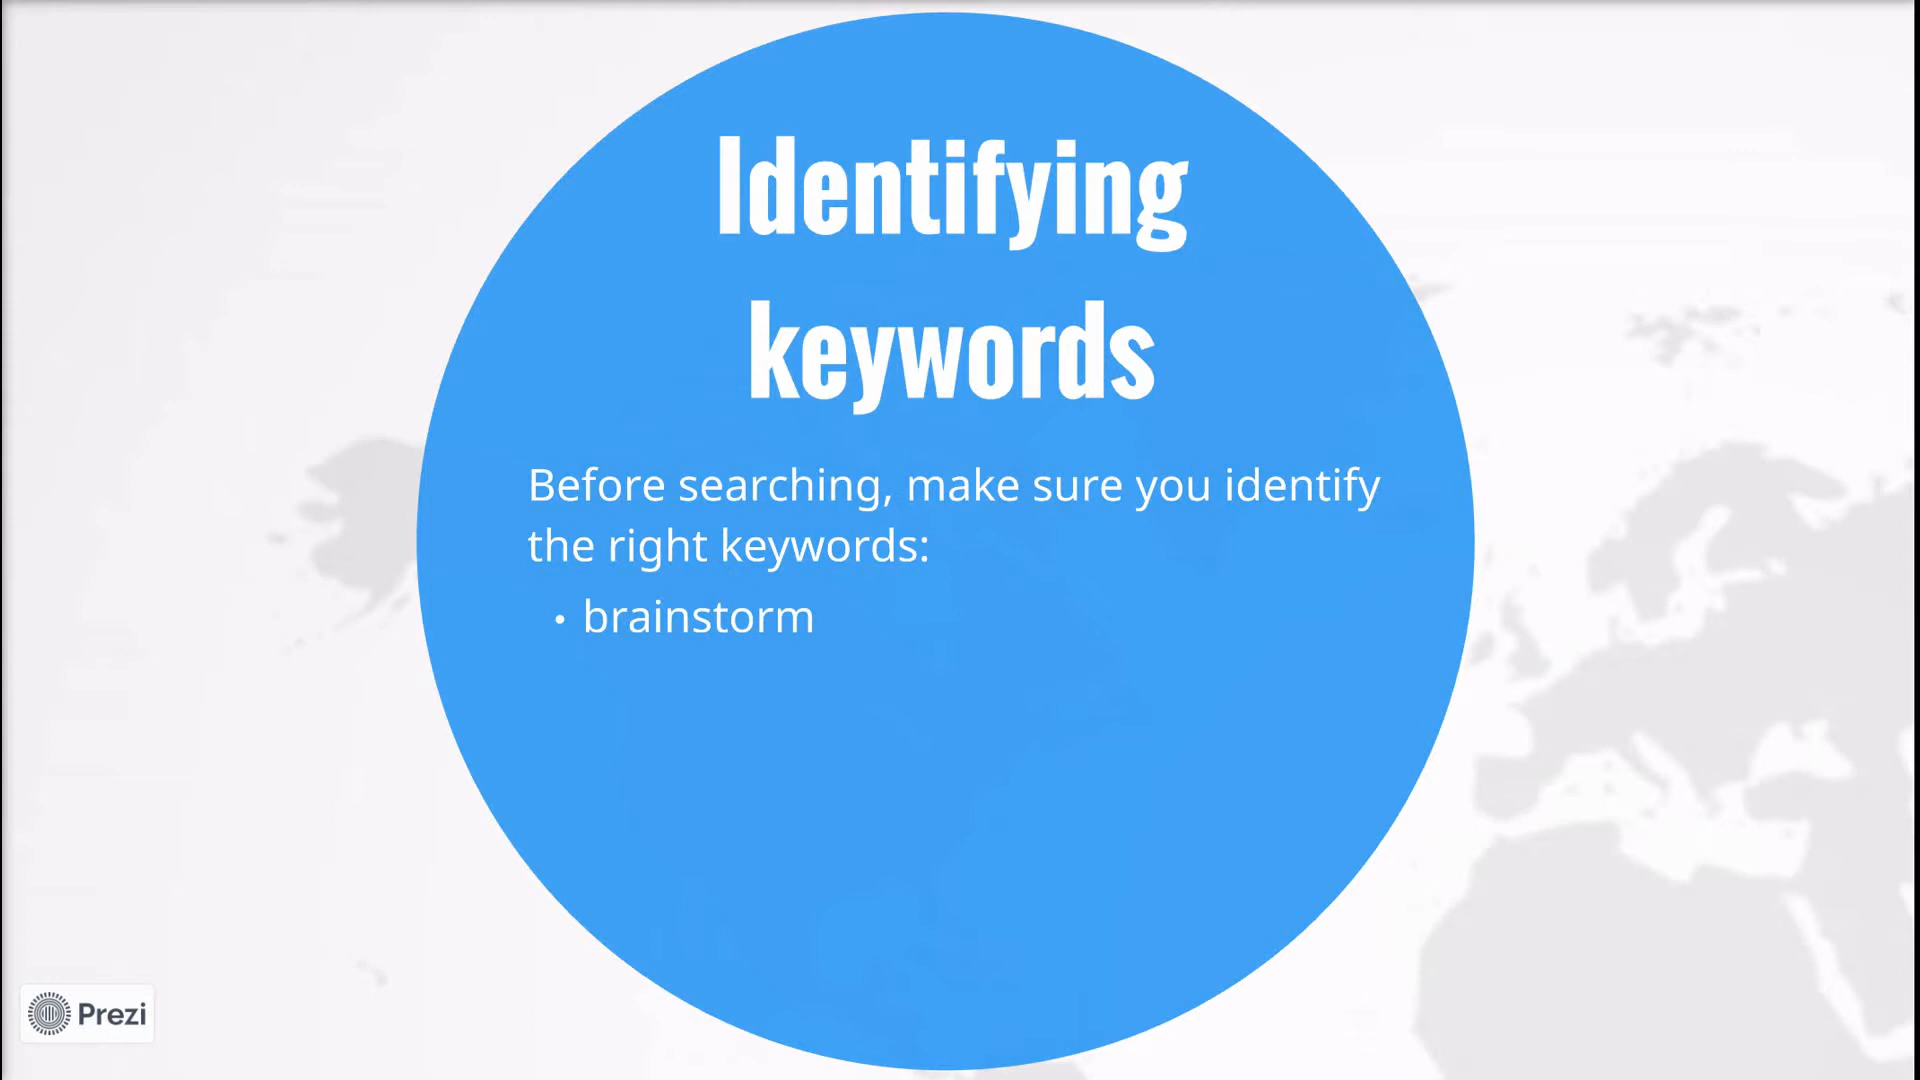 Identifying
keywords
Before searching, make sure you identify
the right keywords:
• brainstorm
Prezi